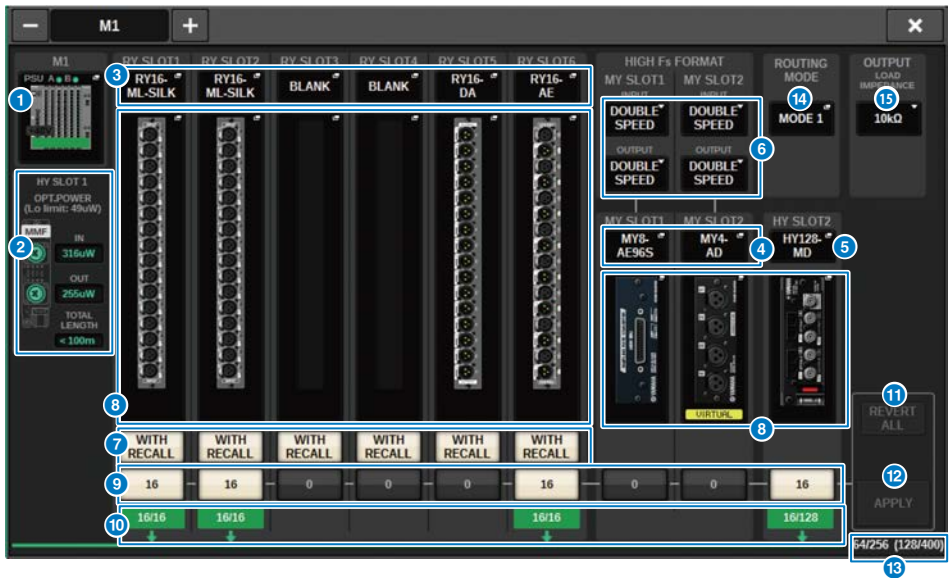 M1
M1
RY SLOT1
RY SLOT2
RY SLOT3
RY SLOT4
RY SLOT5
RY SLOT6
HIGH Fs FORMAT
MY SLOT1
MY SLOT2
INPUT
INPUT
ROUTING
MODE
OUTPUT
LOAD
IMPEDANCE
PSU A B
1
3
RY16-
ML-SILK
RY16-
ML-SILK
BLANK
BLANK
RY16-
DA
RY16-
AE
DOUBLE
SPEED
DOUBLE
SPEED
6
OUTPUT
OUTPUT
DOUBLE
SPEED
DOUBLE
SPEED
14
MODE 1
15
10kΩ
HY SLOT 1
OPT.POWER
(Lo limit: 49uW)
MMF
2
IN
316uW
OUT
255uW
TOTAL
LENGTH
<100m
MY SLOT1
MY SLOT2
HY SLOT2
MY8-
AE96S
MY4-
AD
4
HY128-
MD
5
8
VIRTUAL
8
7
WITH
RECALL
WITH
RECALL
WITH
RECALL
WITH
RECALL
WITH
RECALL
WITH
RECALL
9
16
16
0
0
0
16
0
0
16
10
16/16
16/16
16/16
16/128
11
REVERT
ALL
12
APPLY
64/256 (128/400)
13